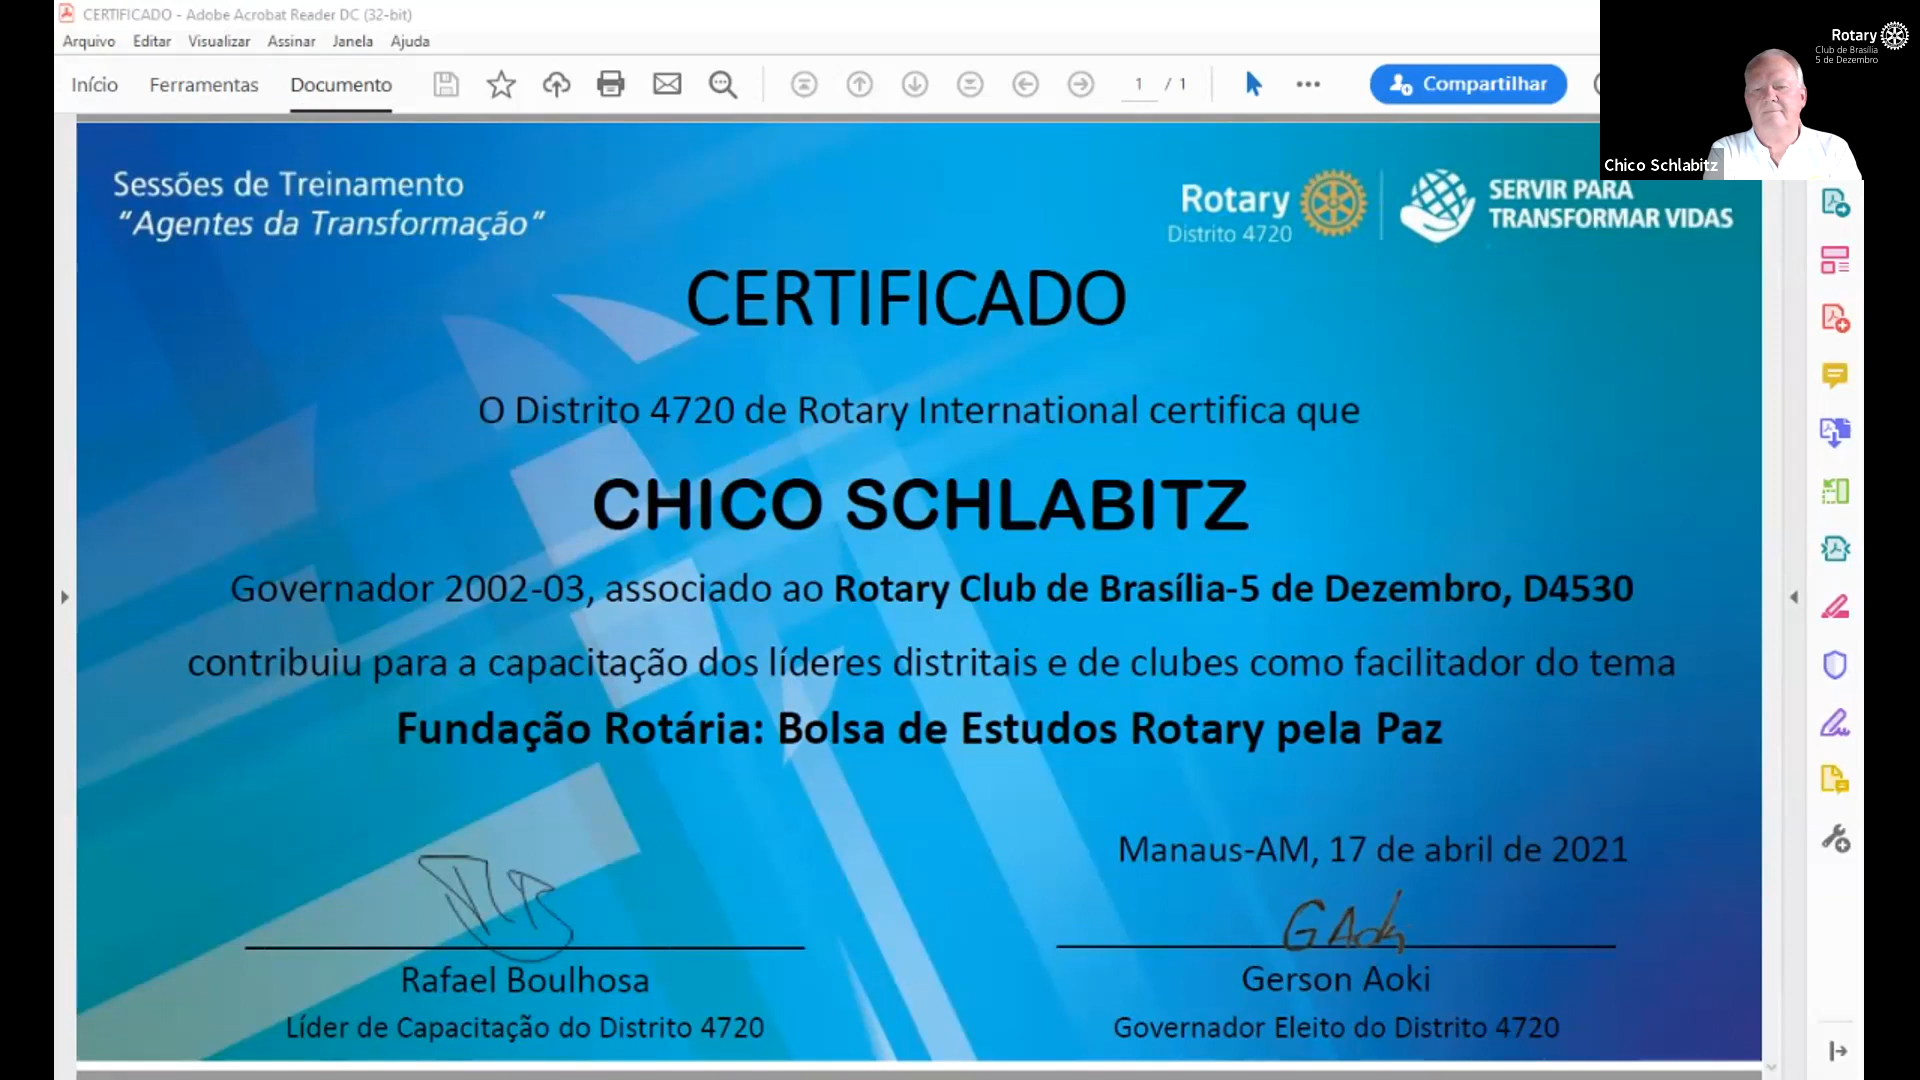 CERTIFICADO - Adobe Acrobat Reader DC (32-bit)
Arquivo Editar Visualizar Assinar Janela Ajuda
Início Ferramentas Documento 1 / 1 Compartilhar
Rotary
Club de Brasília
5 de Dezembro
Chico Schlabitz
Sessões de Treinamento
“Agentes da Transformação”
Rotary
Distrito 4720
SERVIR PARA
TRANSFORMAR VIDAS
CERTIFICADO
O Distrito 4720 de Rotary International certifica que
CHICO SCHLABITZ
Governador 2002-03, associado ao Rotary Club de Brasília-5 de Dezembro, D4530
contribuiu para a capacitação dos líderes distritais e de clubes como facilitador do tema
Fundação Rotária: Bolsa de Estudos Rotary pela Paz
Manaus-AM, 17 de abril de 2021
Rafael Boulhosa
Líder de Capacitação do Distrito 4720
G Aoki
Gerson Aoki
Governador Eleito do Distrito 4720